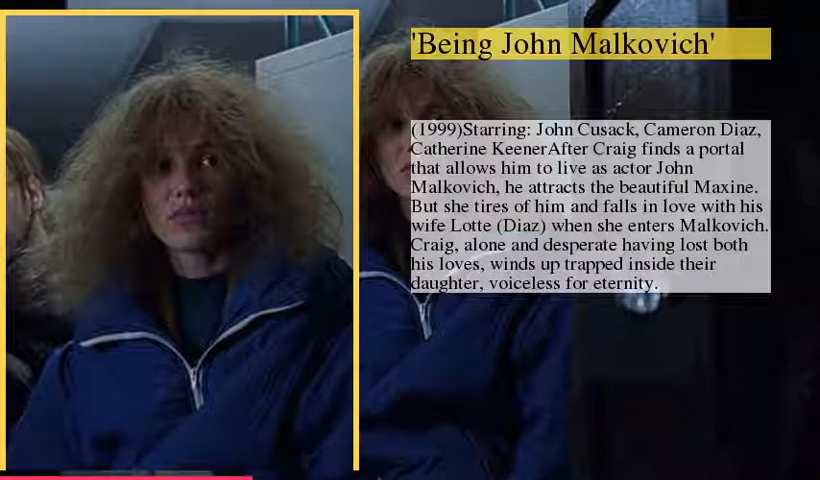 'Being John Malkovich'
(1999)Starring: John Cusack, Cameron Diaz,
Catherine KeenerAfter Craig finds a portal
that allows him to live as actor John
Malkovich, he attracts the beautiful Maxine.
But she tires of him and falls in love with his
wife Lotte (Diaz) when she enters Malkovich.
Craig, alone and desperate having lost both
his loves, winds up trapped inside their
daughter, voiceless for eternity.